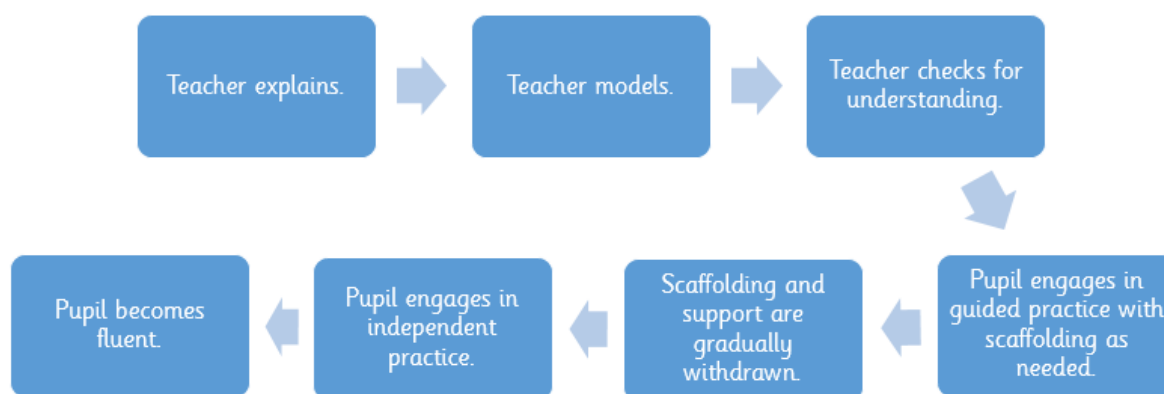 Teacher explains.
Teacher models.
Teacher checks for
understanding.
Pupil engages in
guided practice with
scaffolding as
needed.
Scaffolding and
support are
gradually
withdrawn.
Pupil engages in
independent
practice.
Pupil becomes
fluent.